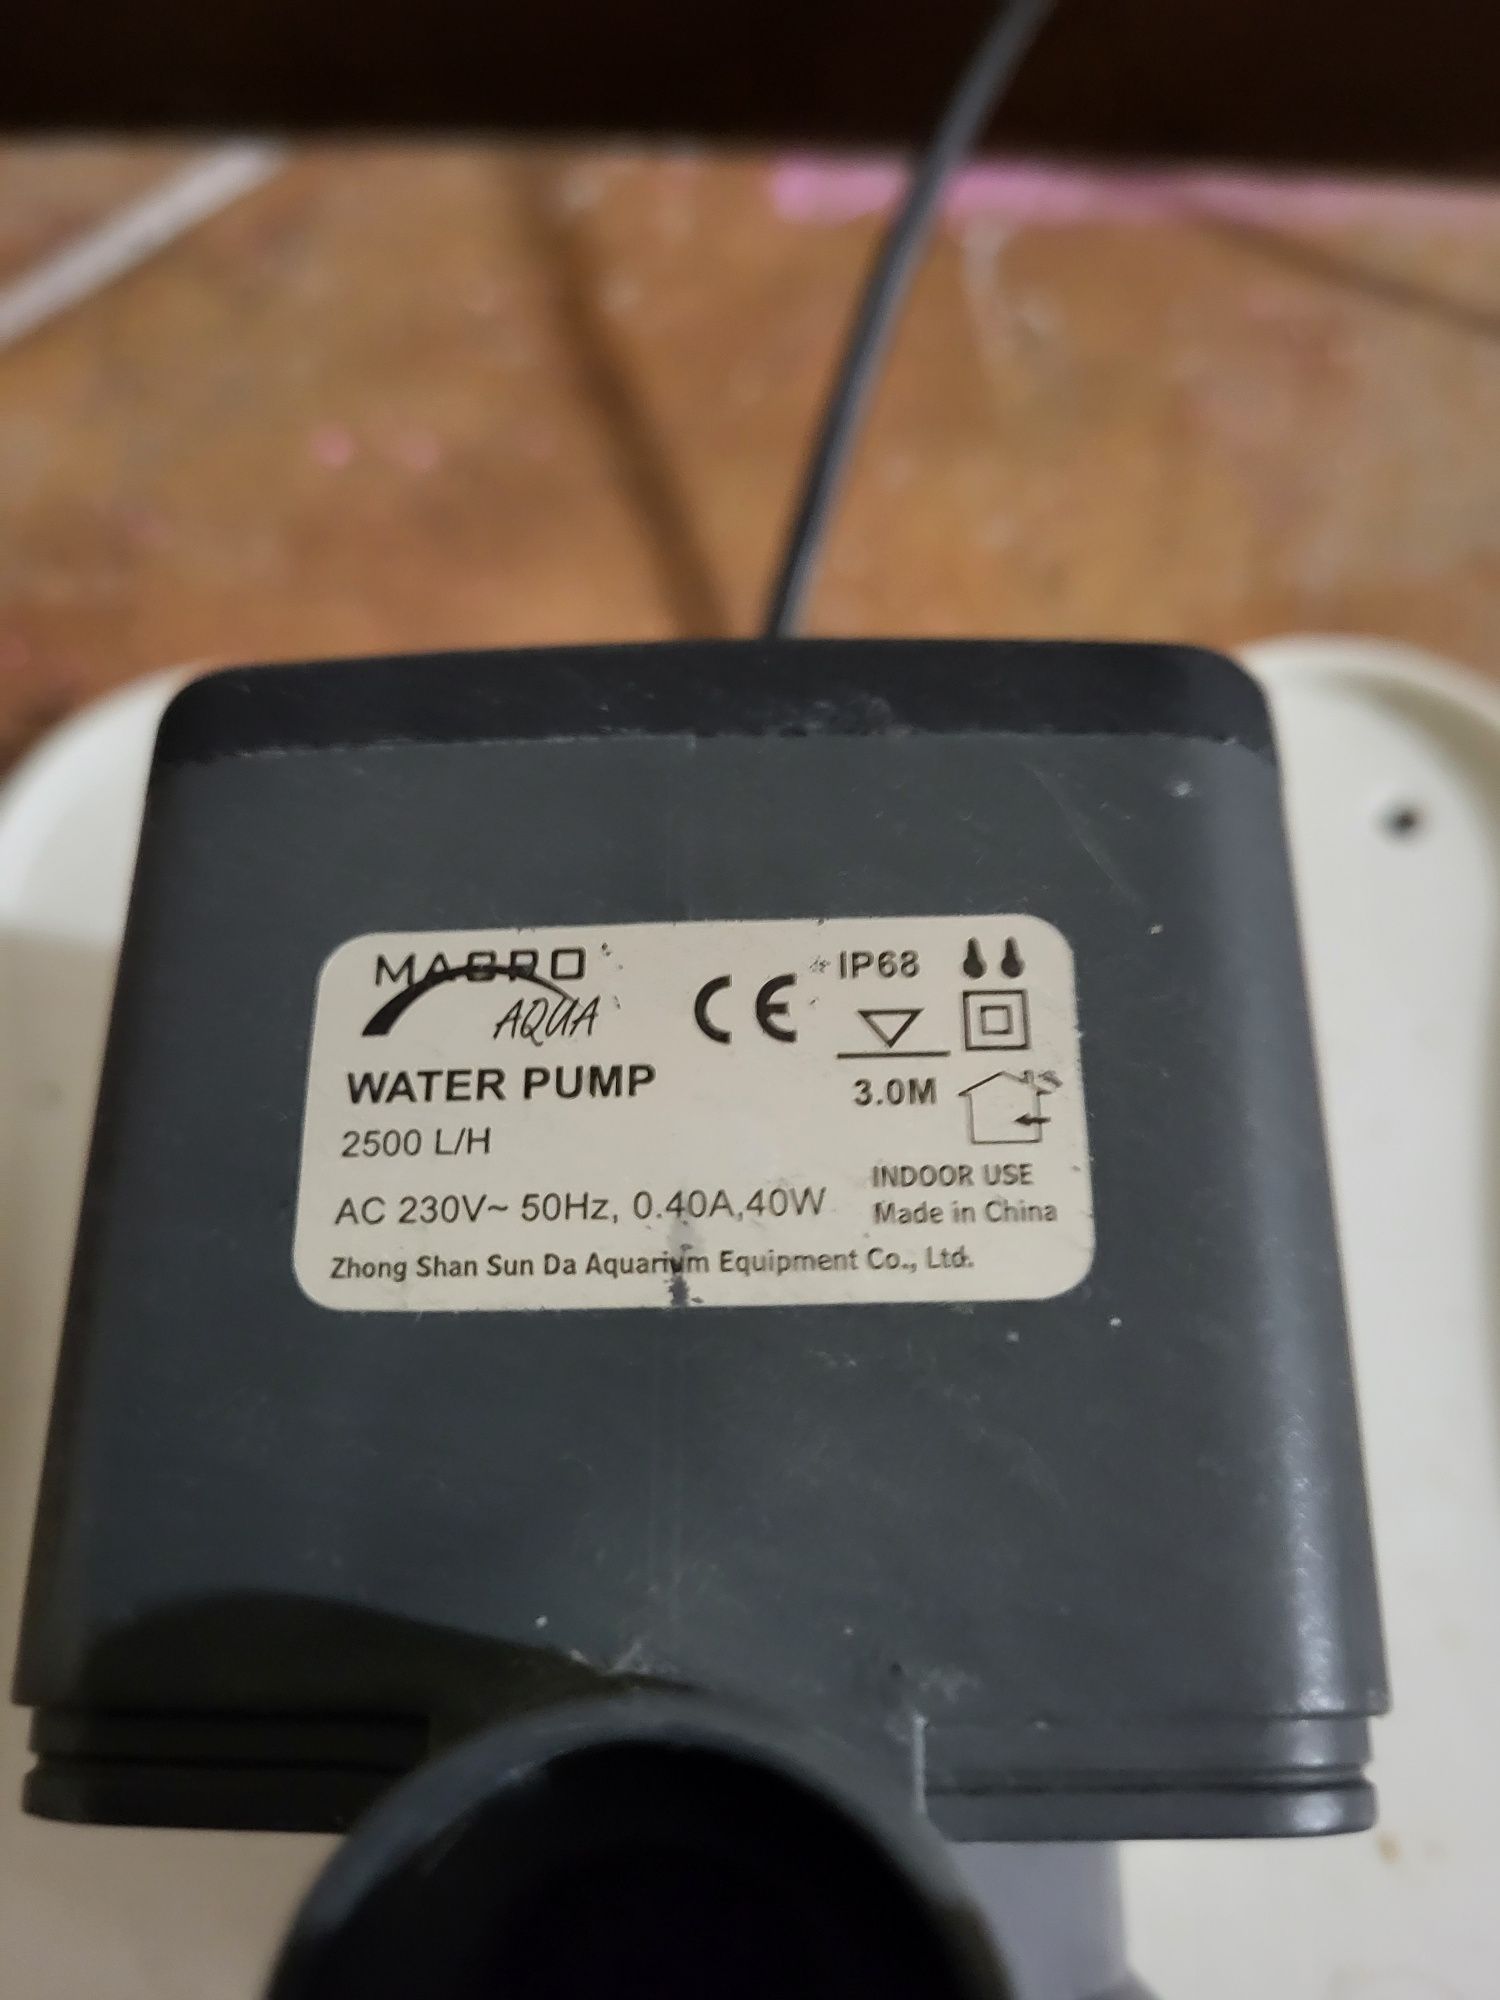 MACRO
AQUA
CE
IP68
WATER PUMP
3.0M
2500 L/H
INDOOR USE
AC 230V~ 50Hz, 0.40A,40W
Made in China
Zhong Shan Sun Da Aquarium Equipment Co., Ltd.